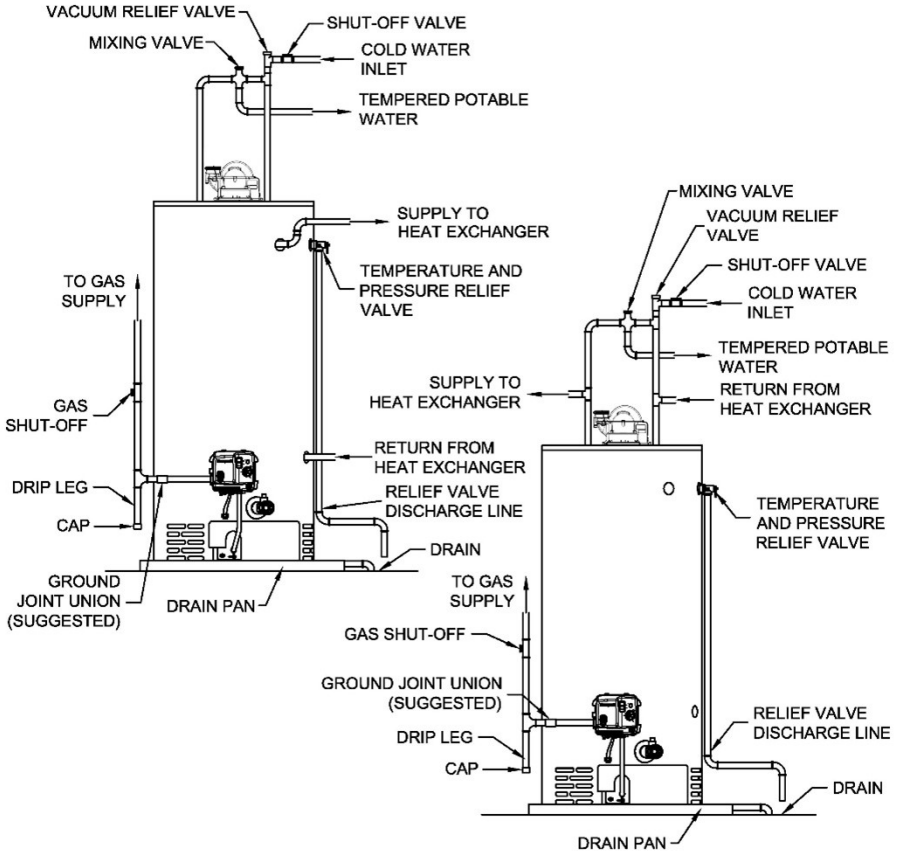 VACUUM RELIEF VALVE
SHUT-OFF VALVE
MIXING VALVE
COLD WATER
INLET
TEMPERED POTABLE
WATER
SUPPLY TO
HEAT EXCHANGER
TO GAS
SUPPLY
TEMPERATURE AND
PRESSURE RELIEF
VALVE
GAS
SHUT-OFF
RETURN FROM
HEAT EXCHANGER
DRIP LEG
RELIEF VALVE
DISCHARGE LINE
CAP
DRAIN
GROUND
JOINT UNION
(SUGGESTED)
DRAIN PAN
MIXING VALVE
VACUUM RELIEF
VALVE
SHUT-OFF VALVE
COLD WATER
INLET
TEMPERED POTABLE
WATER
SUPPLY TO
HEAT EXCHANGER
RETURN FROM
HEAT EXCHANGER
TEMPERATURE
AND PRESSURE
RELIEF VALVE
TO GAS
SUPPLY
GAS SHUT-OFF
GROUND JOINT UNION
(SUGGESTED)
DRIP LEG
RELIEF VALVE
DISCHARGE LINE
CAP
DRAIN
DRAIN PAN